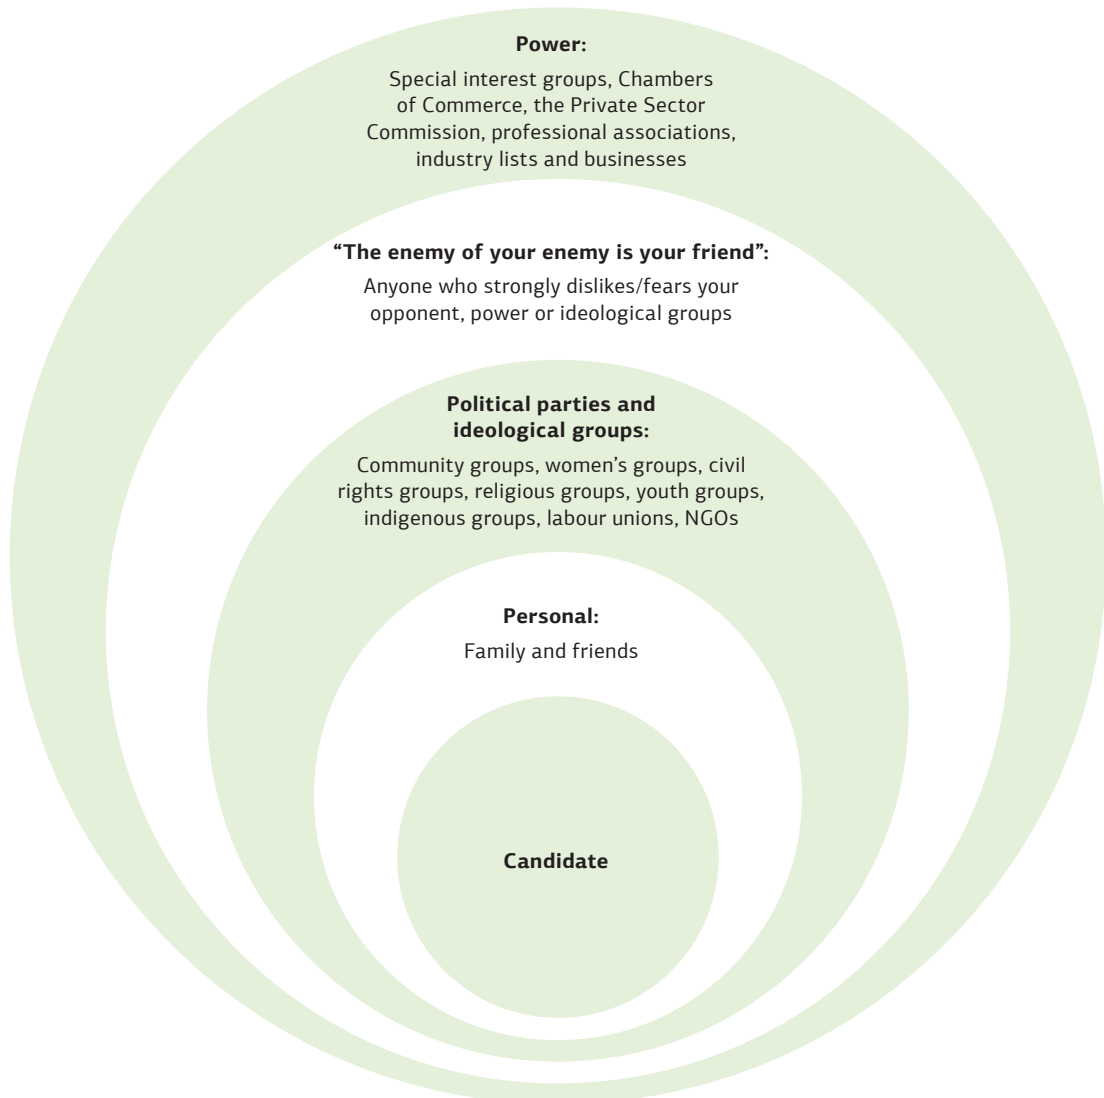 Power:
Special interest groups, Chambers
of Commerce, the Private Sector
Commission, professional associations,
industry lists and businesses
“The enemy of your enemy is your friend”:
Anyone who strongly dislikes/fears your
opponent, power or ideological groups
Political parties and
ideological groups:
Community groups, women’s groups, civil
rights groups, religious groups, youth groups,
indigenous groups, labour unions, NGOs
Personal:
Family and friends
Candidate